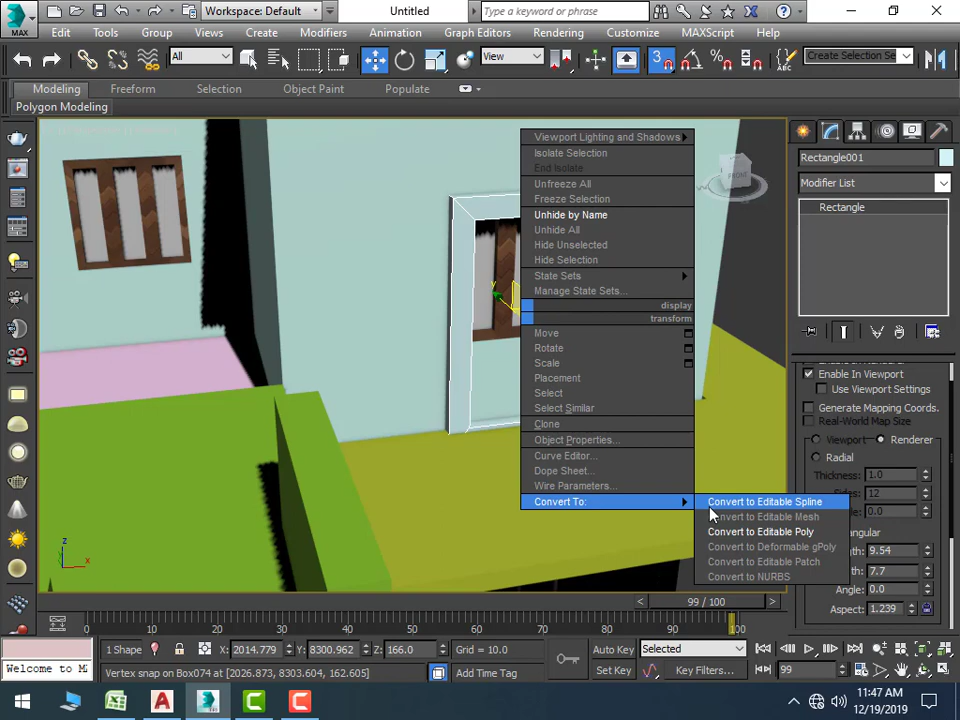 MAX
Workspace: Default
Untitled
Type a keyword or phrase
Edit Tools Group Views Create Modifiers Animation Graph Editors Rendering Customize MAXScript Help
All
View
3
Create Selection Se
Modeling Freeform Selection Object Paint Populate
Polygon Modeling
Viewport Lighting and Shadows
Isolate Selection
End Isolate
Unfreeze All
Freeze Selection
Unhide by Name
Unhide All
Hide Unselected
Hide Selection
State Sets
Manage State Sets...
display
transform
Move
Rotate
Scale
Placement
Select
Select Similar
Clone
Object Properties...
Curve Editor...
Dope Sheet...
Wire Parameters...
Convert To:
Convert to Editable Spline
Convert to Editable Mesh
Convert to Editable Poly
Convert to Deformable gPoly
Convert to Editable Patch
Convert to NURBS
FRONT
y
z
x
Rectangle001
Modifier List
Rectangle
Enable In Viewport
Use Viewport Settings
Generate Mapping Coords.
Real-World Map Size
Viewport Renderer
Radial
Thickness: 1.0
Sides: 12
0.0
9.54
7.7
Angle: 0.0
Aspect: 1.239
99 / 100
0 10 20 30 40 50 60 70 80 90 100
1 Shape X: 2014.779 Y: 8300.962 Z: 166.0 Grid = 10.0 Auto Key Selected
Welcome to M
Vertex snap on Box074 at [2026.873, 8303.604, 162.605] Add Time Tag Set Key Key Filters... 99
11:47 AM
12/19/2019